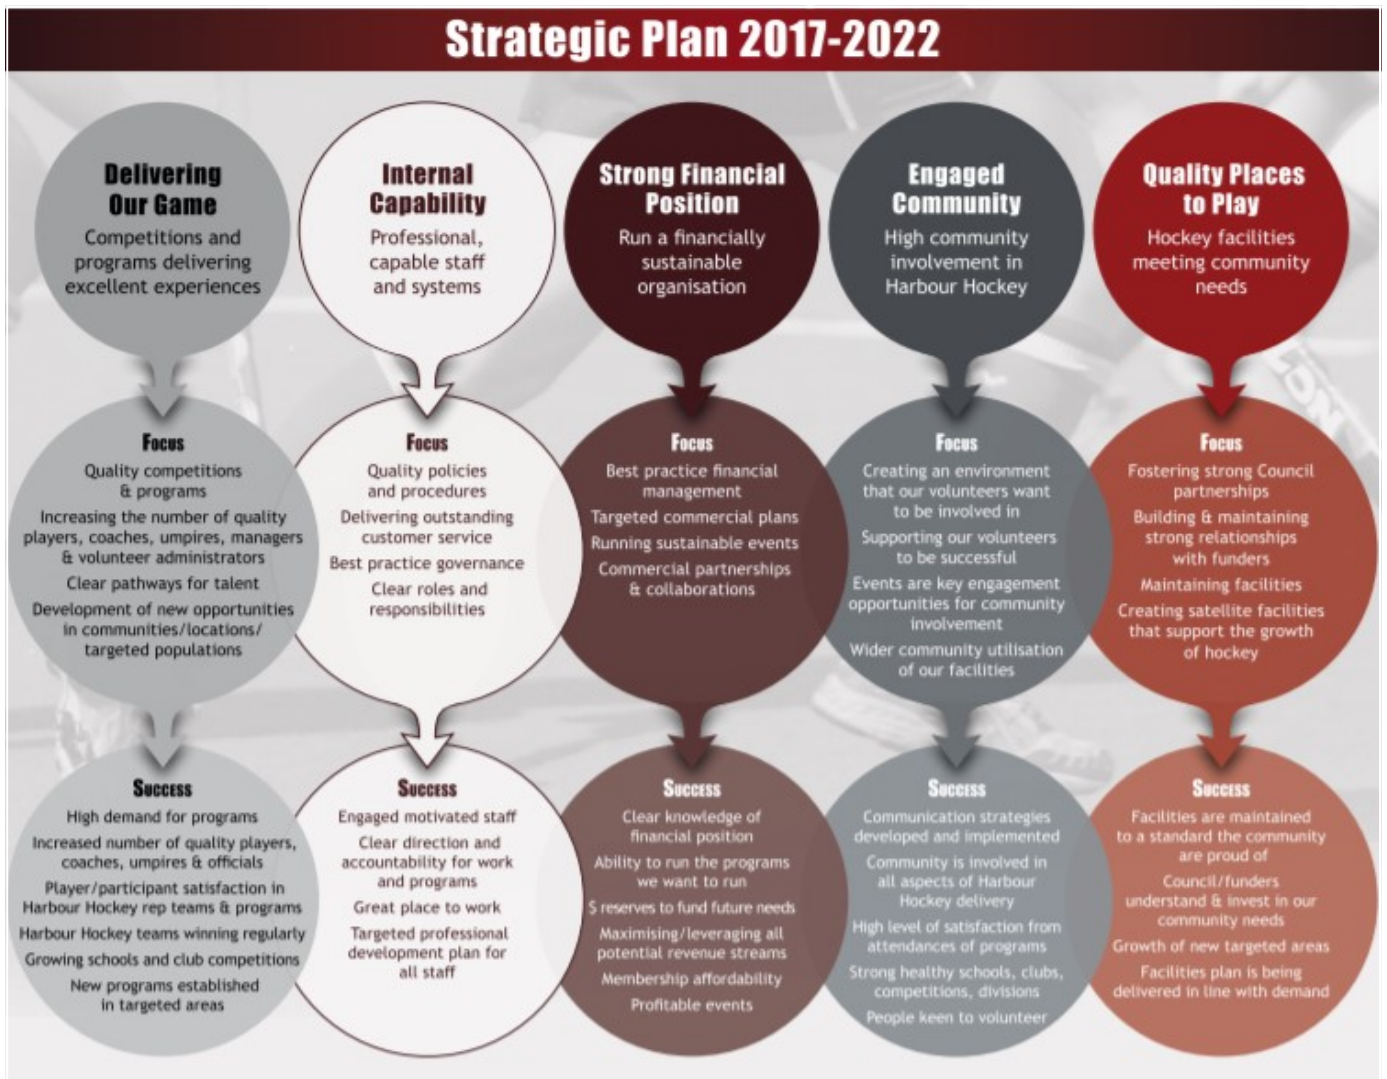 Strategic Plan 2017-2022
Delivering
Our Game
Competitions and
programs delivering
excellent experiences
Focus
Quality competitions
& programs
Increasing the number of quality
players, coaches, umpires, managers
& volunteer administrators
Clear pathways for talent
Development of new opportunities
in communities/locations/
targeted populations
Success
High demand for programs
Increased number of quality players,
coaches, umpires & officials
Player/participant satisfaction in
Harbour Hockey rep teams & programs
Harbour Hockey teams winning regularly
Growing schools and club competitions
New programs established
in targeted areas
Internal
Capability
Professional,
capable staff
and systems
Focus
Quality policies
and procedures
Delivering outstanding
customer service
Best practice governance
Clear roles and
responsibilities
Success
Engaged motivated staff
Clear direction and
accountability for work
and programs
Great place to work
Targeted professional
development plan for
all staff
Strong Financial
Position
Run a financially
sustainable
organisation
Focus
Best practice financial
management
Targeted commercial plans
Running sustainable events
Commercial partnerships
& collaborations
Success
Clear knowledge of
financial position
Ability to run the programs
we want to run
$ reserves to fund future needs
Maximising/leveraging all
potential revenue streams
Membership affordability
Profitable events
Engaged
Community
High community
involvement in
Harbour Hockey
Focus
Creating an environment
that our volunteers want
to be involved in
Supporting our volunteers
to be successful
Events are key engagement
opportunities for community
involvement
Wider community utilisation
of our facilities
Success
Communication strategies
developed and implemented
Community is involved in
all aspects of Harbour
Hockey delivery
High level of satisfaction from
attendances of programs
Strong healthy schools, clubs,
competitions, divisions
People keen to volunteer
Quality Places
to Play
Hockey facilities
meeting community
needs
Focus
Fostering strong Council
partnerships
Building & maintaining
strong relationships
with funders
Maintaining facilities
Creating satellite facilities
that support the growth
of hockey
Success
Facilities are maintained
to a standard the community
are proud of
Council/funders
understand & invest in our
community needs
Growth of new targeted areas
Facilities plan is being
delivered in line with demand